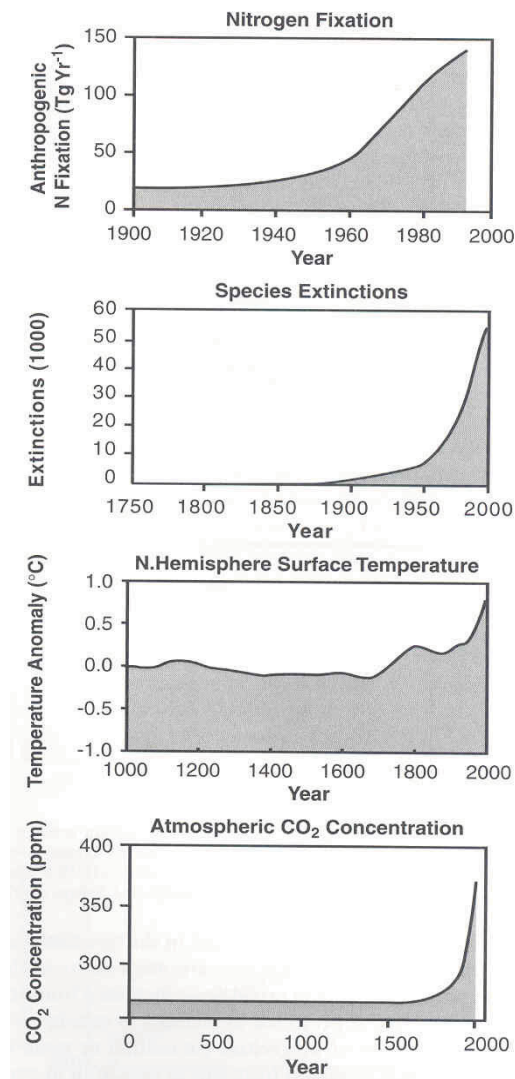 Nitrogen Fixation
Anthropogenic
N Fixation (Tg Yr⁻¹)
150
100
50
0
1900 1920 1940 1960 1980 2000
Year
Species Extinctions
Extinctions (1000)
60
50
40
30
20
10
0
1750 1800 1850 1900 1950 2000
Year
N.Hemisphere Surface Temperature
Temperature Anomaly (°C)
1.0
0.5
0.0
-0.5
-1.0
1000 1200 1400 1600 1800 2000
Year
Atmospheric CO₂ Concentration
CO₂ Concentration (ppm)
400
350
300
0 500 1000 1500 2000
Year